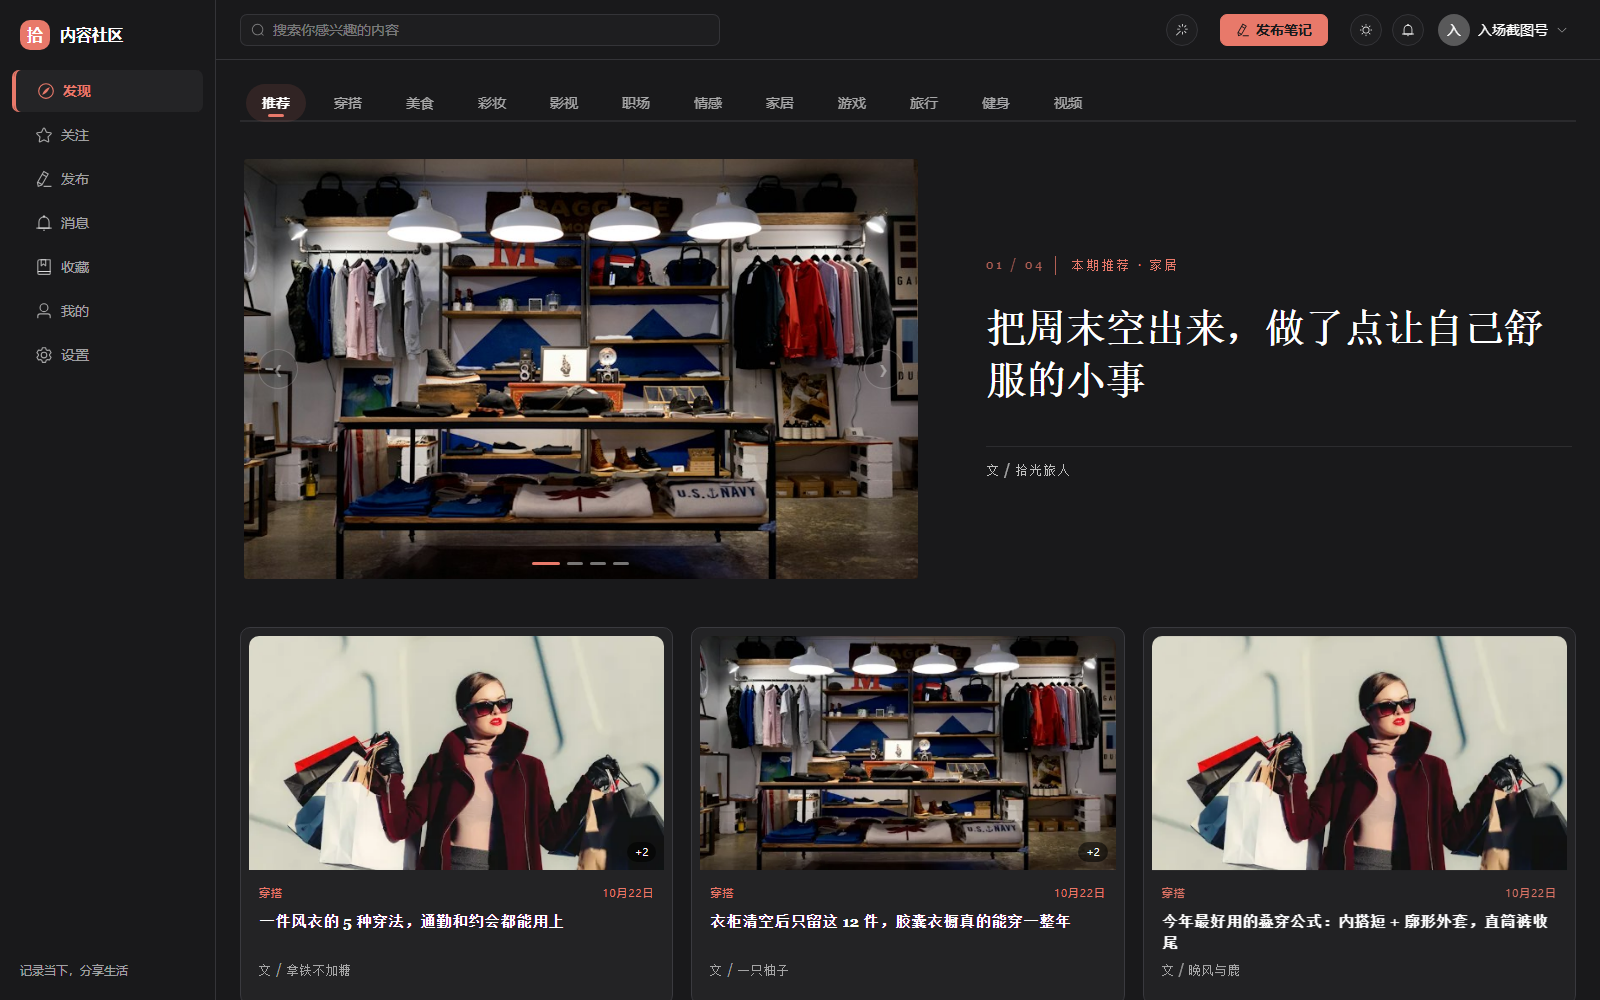 拾 内容社区
搜索你感兴趣的内容
发布笔记
入 入场截图号
发现
关注
发布
消息
收藏
我的
设置
记录当下，分享生活
推荐 穿搭 美食 彩妆 影视 职场 情感 家居 游戏 旅行 健身 视频
BAGGAGE
M
U.S. NAVY
01 / 04 本期推荐 · 家居
把周末空出来，做了点让自己舒
服的小事
文 / 拾光旅人
+2
穿搭 10月22日
一件风衣的 5 种穿法，通勤和约会都能用上
文 / 拿铁不加糖
M
U.S. NAVY
+2
穿搭 10月22日
衣柜清空后只留这 12 件，胶囊衣橱真的能穿一整年
文 / 一只柚子
穿搭 10月22日
今年最好用的叠穿公式：内搭短 + 廓形外套，直筒裤收
尾
文 / 晚风与鹿